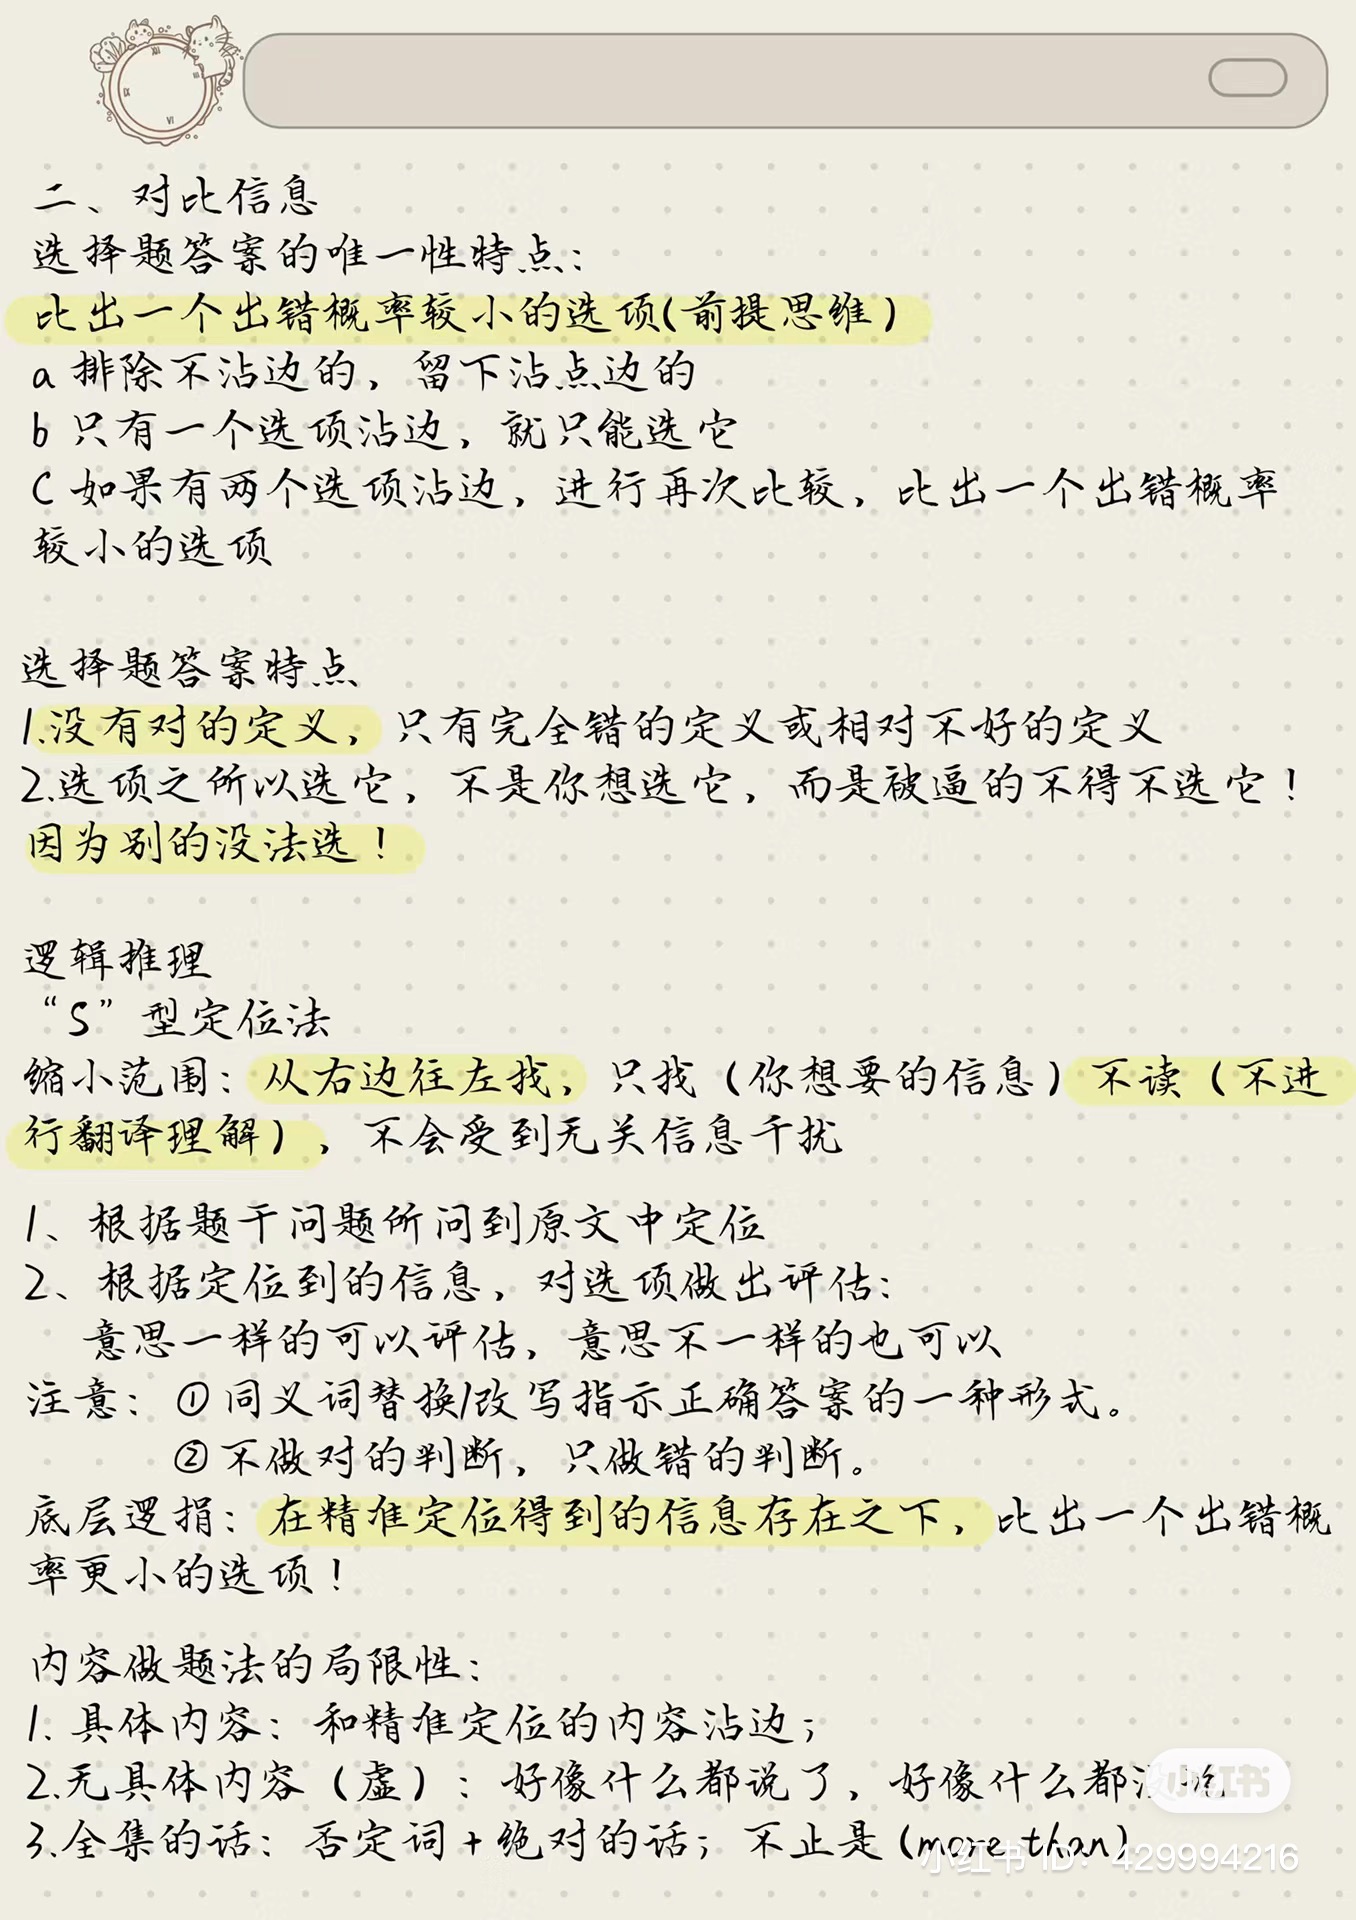 二、对比信息
选择题答案的唯一性特点：
比出一个出错概率较小的选项(前提思维)
a 排除不沾边的，留下沾点边的
b 只有一个选项沾边，就只能选它
C 如果有两个选项沾边，进行再次比较，比出一个出错概率
较小的选项
选择题答案特点
1.没有对的定义，只有完全错的定义或相对不好的定义
2.选项之所以选它，不是你想选它，而是被逼的不得不选它！
因为别的没法选！
逻辑推理
“S”型定位法
缩小范围：从右边往左找，只找（你想要的信息）不读（不进
行翻译理解），不会受到无关信息干扰
1、根据题干问题所问到原文中定位
2、根据定位到的信息，对选项做出评估：
意思一样的可以评估，意思不一样的也可以
注意：①同义词替换/改写指示正确答案的一种形式。
②不做对的判断，只做错的判断。
底层逻捐：在精准定位得到的信息存在之下，比出一个出错概
率更小的选项！
内容做题法的局限性：
1. 具体内容：和精准定位的内容沾边；
2.无具体内容（虚）：好像什么都说了，好像什么都没说
3.全集的话：否定词+绝对的话；不止是(more than)
小红书
小红书 ID：429994216